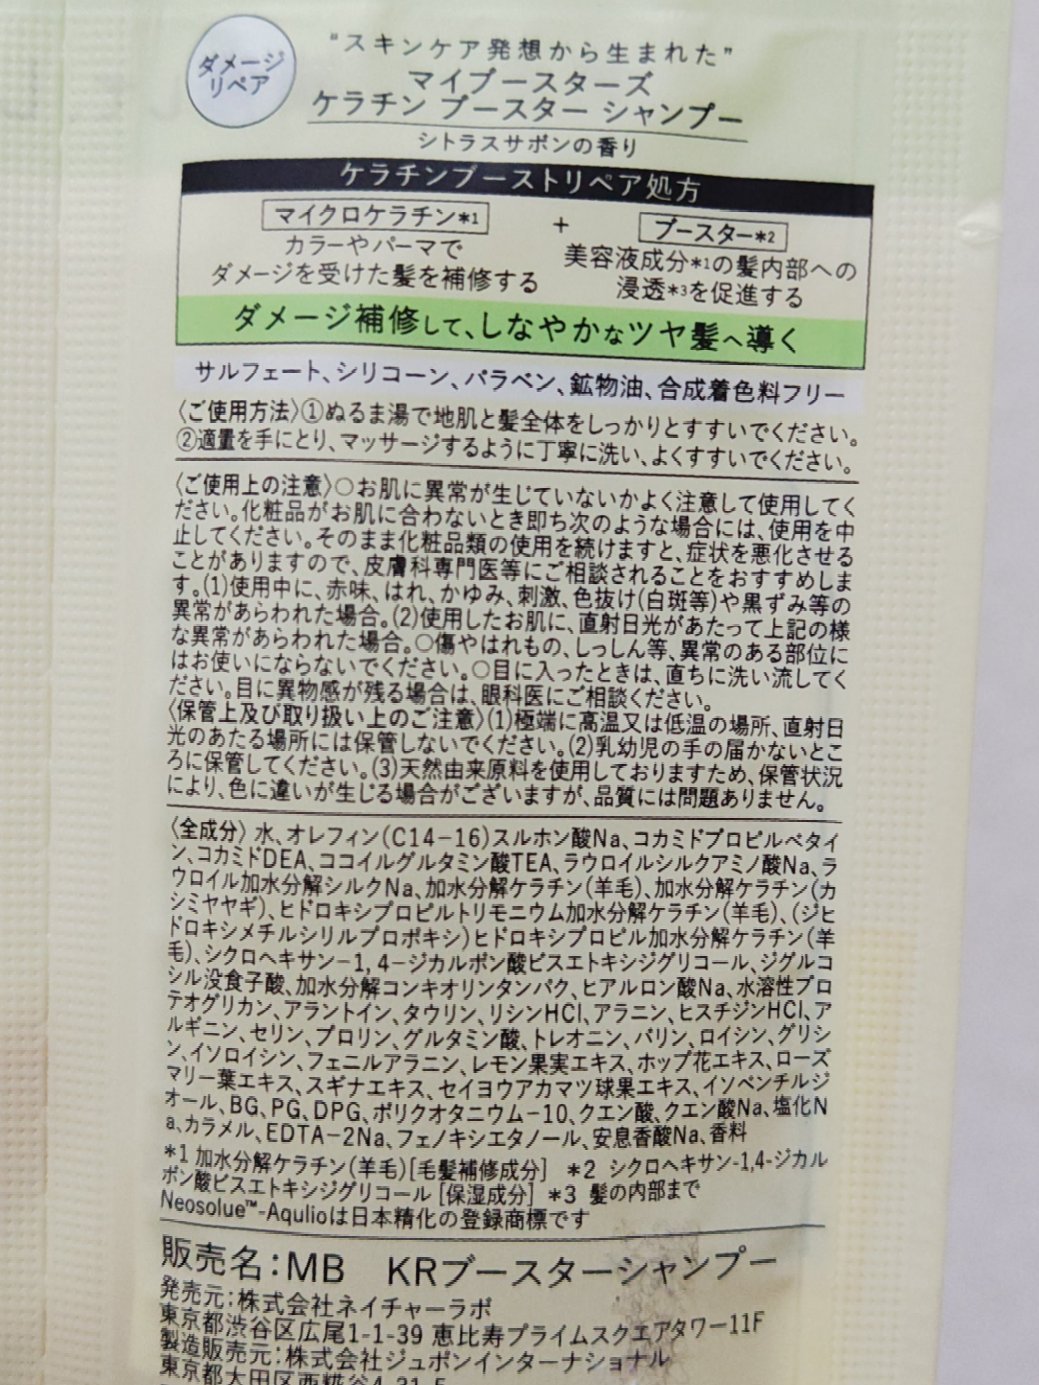 ダメージ
リペア
“スキンケア発想から生まれた”
マイブースターズ
ケラチン ブースター シャンプー
シトラスサボンの香り
ケラチンブーストリペア処方
マイクロケラチン*1 + ブースター*2
カラーやパーマで
ダメージを受けた髪を補修する
美容液成分*1の髪内部への
浸透*3を促進する
ダメージ補修して、しなやかなツヤ髪へ導く
サルフェート、シリコーン、パラベン、鉱物油、合成着色料フリー
〈ご使用方法〉①ぬるま湯で地肌と髪全体をしっかりとすすいでください。
②適量を手にとり、マッサージするように丁寧に洗い、よくすすいでください。
〈ご使用上の注意〉○お肌に異常が生じていないかよく注意して使用してく
ださい。化粧品がお肌に合わないとき即ち次のような場合には、使用を中
止してください。そのまま化粧品類の使用を続けますと、症状を悪化させる
ことがありますので、皮膚科専門医等にご相談されることをおすすめしま
す。(1)使用中に、赤味、はれ、かゆみ、刺激、色抜け(白斑等)や黒ずみ等の
異常があらわれた場合。(2)使用したお肌に、直射日光があたって上記の様
な異常があらわれた場合。○傷やはれもの、しっしん等、異常のある部位に
はお使いにならないでください。○目に入ったときは、直ちに洗い流してく
ださい。目に異物感が残る場合は、眼科医にご相談ください。
〈保管上及び取り扱い上のご注意〉(1)極端に高温又は低温の場所、直射日
光のあたる場所には保管しないでください。(2)乳幼児の手の届かないとこ
ろに保管してください。(3)天然由来原料を使用しておりますため、保管状況
により、色に違いが生じる場合がございますが、品質には問題ありません。
〈全成分〉水、オレフィン(C14－16)スルホン酸Na、コカミドプロピルベタイ
ン、コカミドDEA、ココイルグルタミン酸TEA、ラウロイルシルクアミノ酸Na、ラ
ウロイル加水分解シルクNa、加水分解ケラチン(羊毛)、加水分解ケラチン(カ
シミヤヤギ)、ヒドロキシプロピルトリモニウム加水分解ケラチン(羊毛)、(ジヒ
ドロキシメチルシリルプロポキシ)ヒドロキシプロピル加水分解ケラチン(羊
毛)、シクロヘキサン－1,4－ジカルボン酸ビスエトキシジグリコール、ジグルコ
シル没食子酸、加水分解コンキオリンタンパク、ヒアルロン酸Na、水溶性プロ
テオグリカン、アラントイン、タウリン、リシンHCl、アラニン、ヒスチジンHCl、ア
ルギニン、セリン、プロリン、グルタミン酸、トレオニン、バリン、ロイシン、グリシ
ン、イソロイシン、フェニルアラニン、レモン果実エキス、ホップ花エキス、ローズ
マリー葉エキス、スギナエキス、セイヨウアカマツ球果エキス、イソペンチルジ
オール、BG、PG、DPG、ポリクオタニウム－10、クエン酸、クエン酸Na、塩化N
a、カラメル、EDTA－2Na、フェノキシエタノール、安息香酸Na、香料
*1 加水分解ケラチン(羊毛)[毛髪補修成分] *2 シクロヘキサン-1,4-ジカル
ボン酸ビスエトキシジグリコール [保湿成分] *3 髪の内部まで
Neosolue™-Aqulioは日本精化の登録商標です
販売名：MB KRブースターシャンプー
発売元：株式会社ネイチャーラボ
東京都渋谷区広尾1-1-39 恵比寿プライムスクエアタワー11F
製造販売元：株式会社ジュポンインターナショナル
東京都大田区西糀谷4-31-5